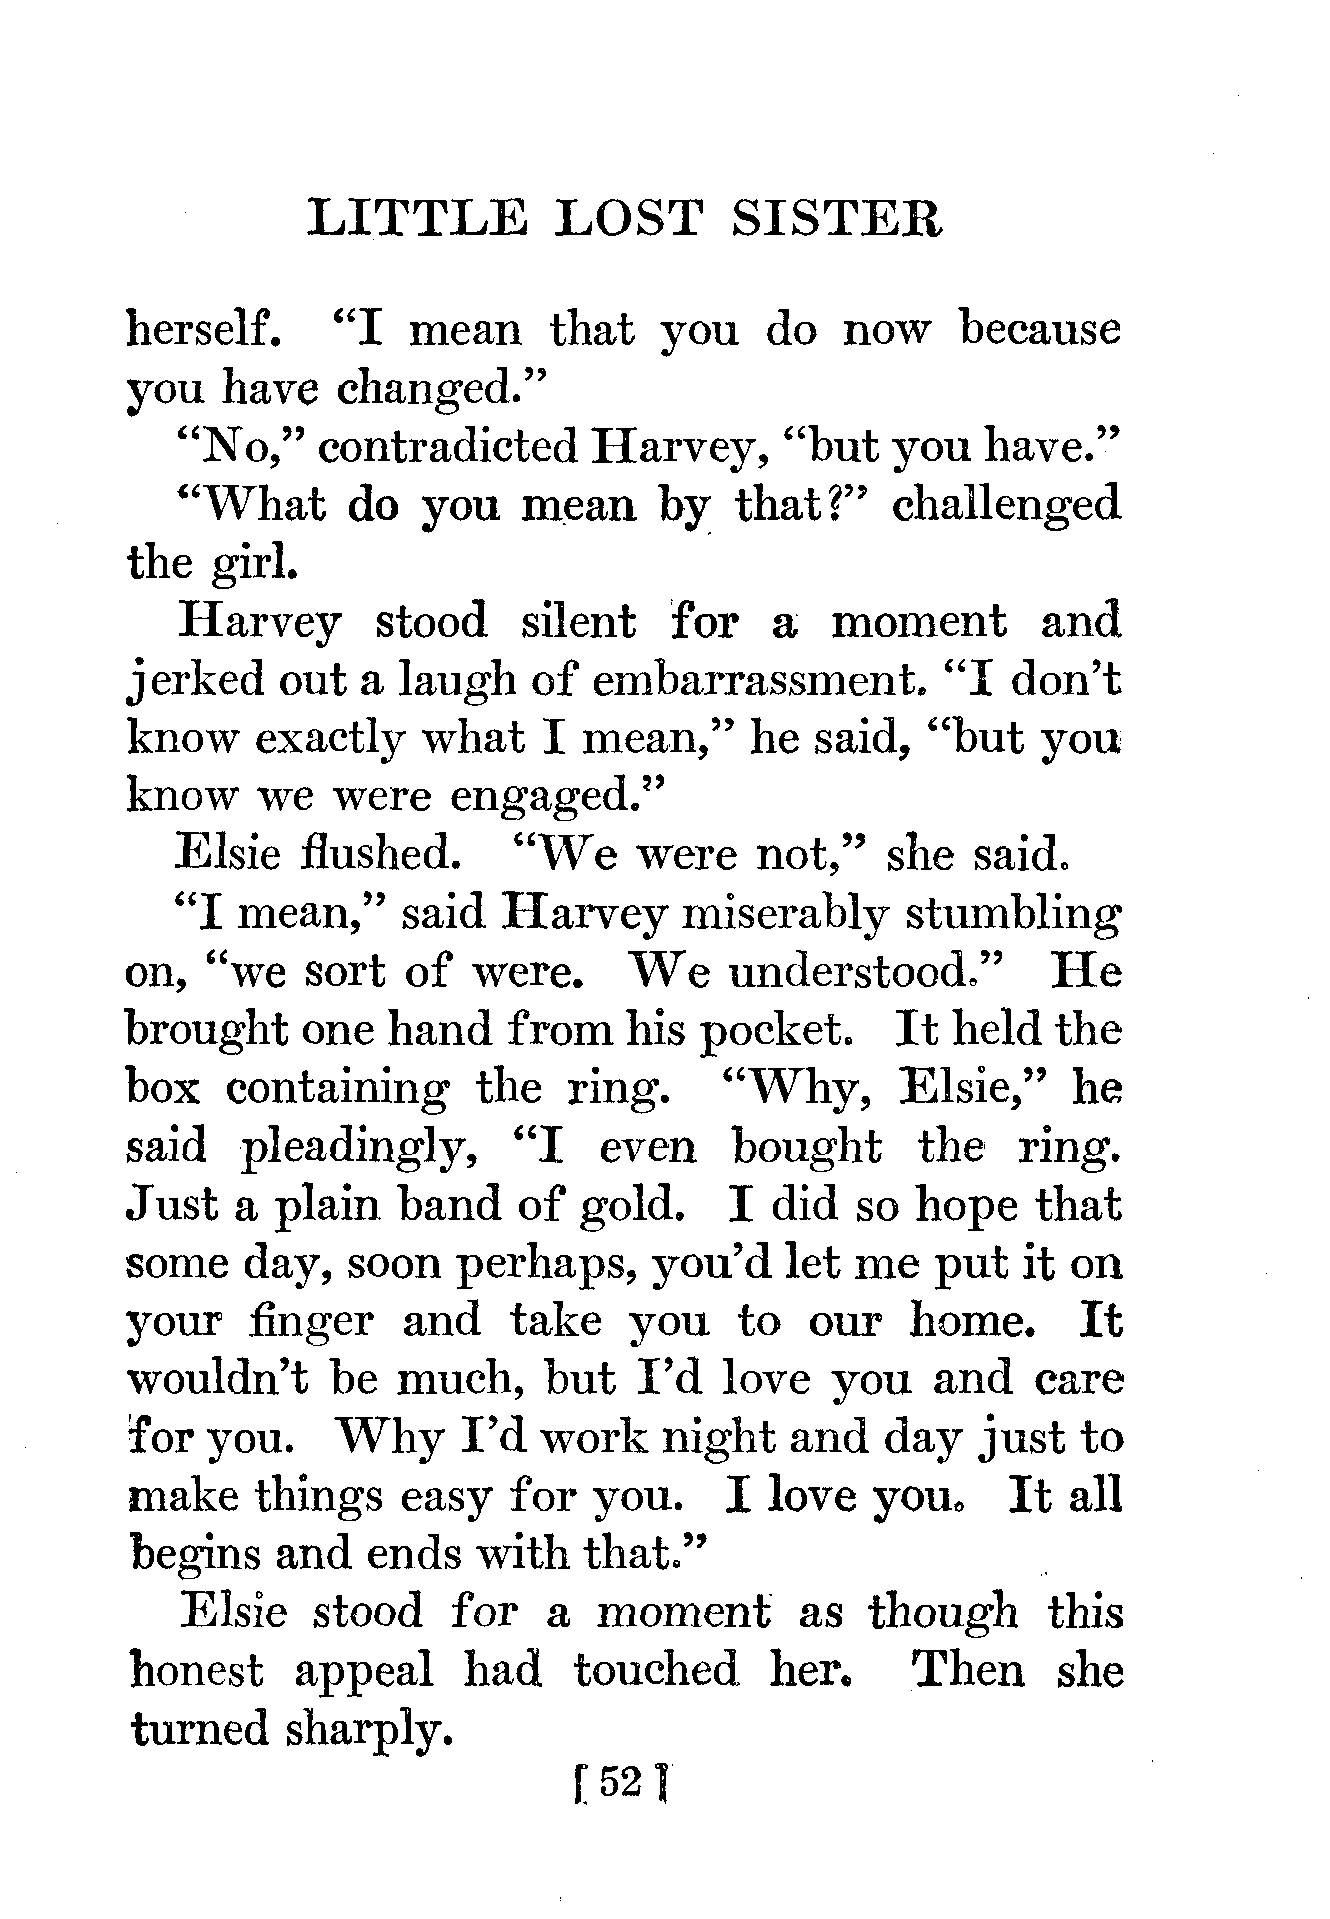 LITTLE LOST SISTER
herself. “I mean that you do now because
you have changed.”
“No,” contradicted Harvey, “but you have.”
“What do you mean by that?” challenged
the girl.
Harvey stood silent for a moment and
jerked out a laugh of embarrassment. “I don’t
know exactly what I mean,” he said, “but you
know we were engaged.”
Elsie flushed. “We were not,” she said.
“I mean,” said Harvey miserably stumbling
on, “we sort of were. We understood.” He
brought one hand from his pocket. It held the
box containing the ring. “Why, Elsie,” he
said pleadingly, “I even bought the ring.
Just a plain band of gold. I did so hope that
some day, soon perhaps, you’d let me put it on
your finger and take you to our home. It
wouldn’t be much, but I’d love you and care
for you. Why I’d work night and day just to
make things easy for you. I love you. It all
begins and ends with that.”
Elsie stood for a moment as though this
honest appeal had touched her. Then she
turned sharply.
[ 52 ]